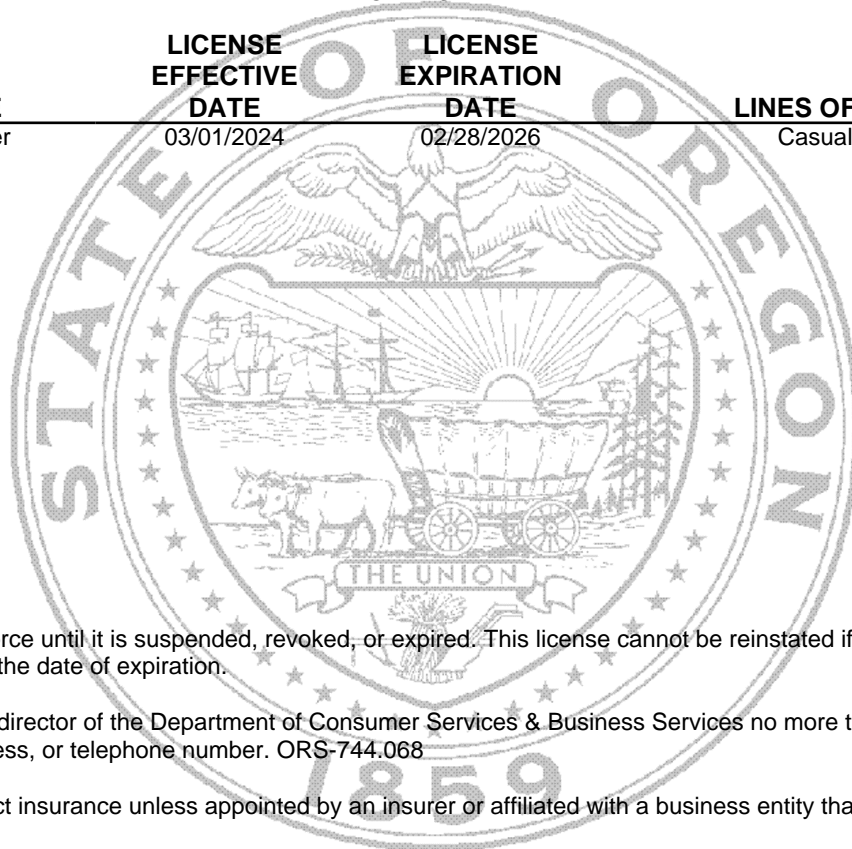 LICENSE LICENSE
EFFECTIVE EXPIRATION
DATE DATE LINES OF
er 03/01/2024 02/28/2026 Casual
STATE OF OREGON
THE UNION
1859
rce until it is suspended, revoked, or expired. This license cannot be reinstated if
the date of expiration.
director of the Department of Consumer Services & Business Services no more t
ess, or telephone number. ORS-744.068
ct insurance unless appointed by an insurer or affiliated with a business entity tha